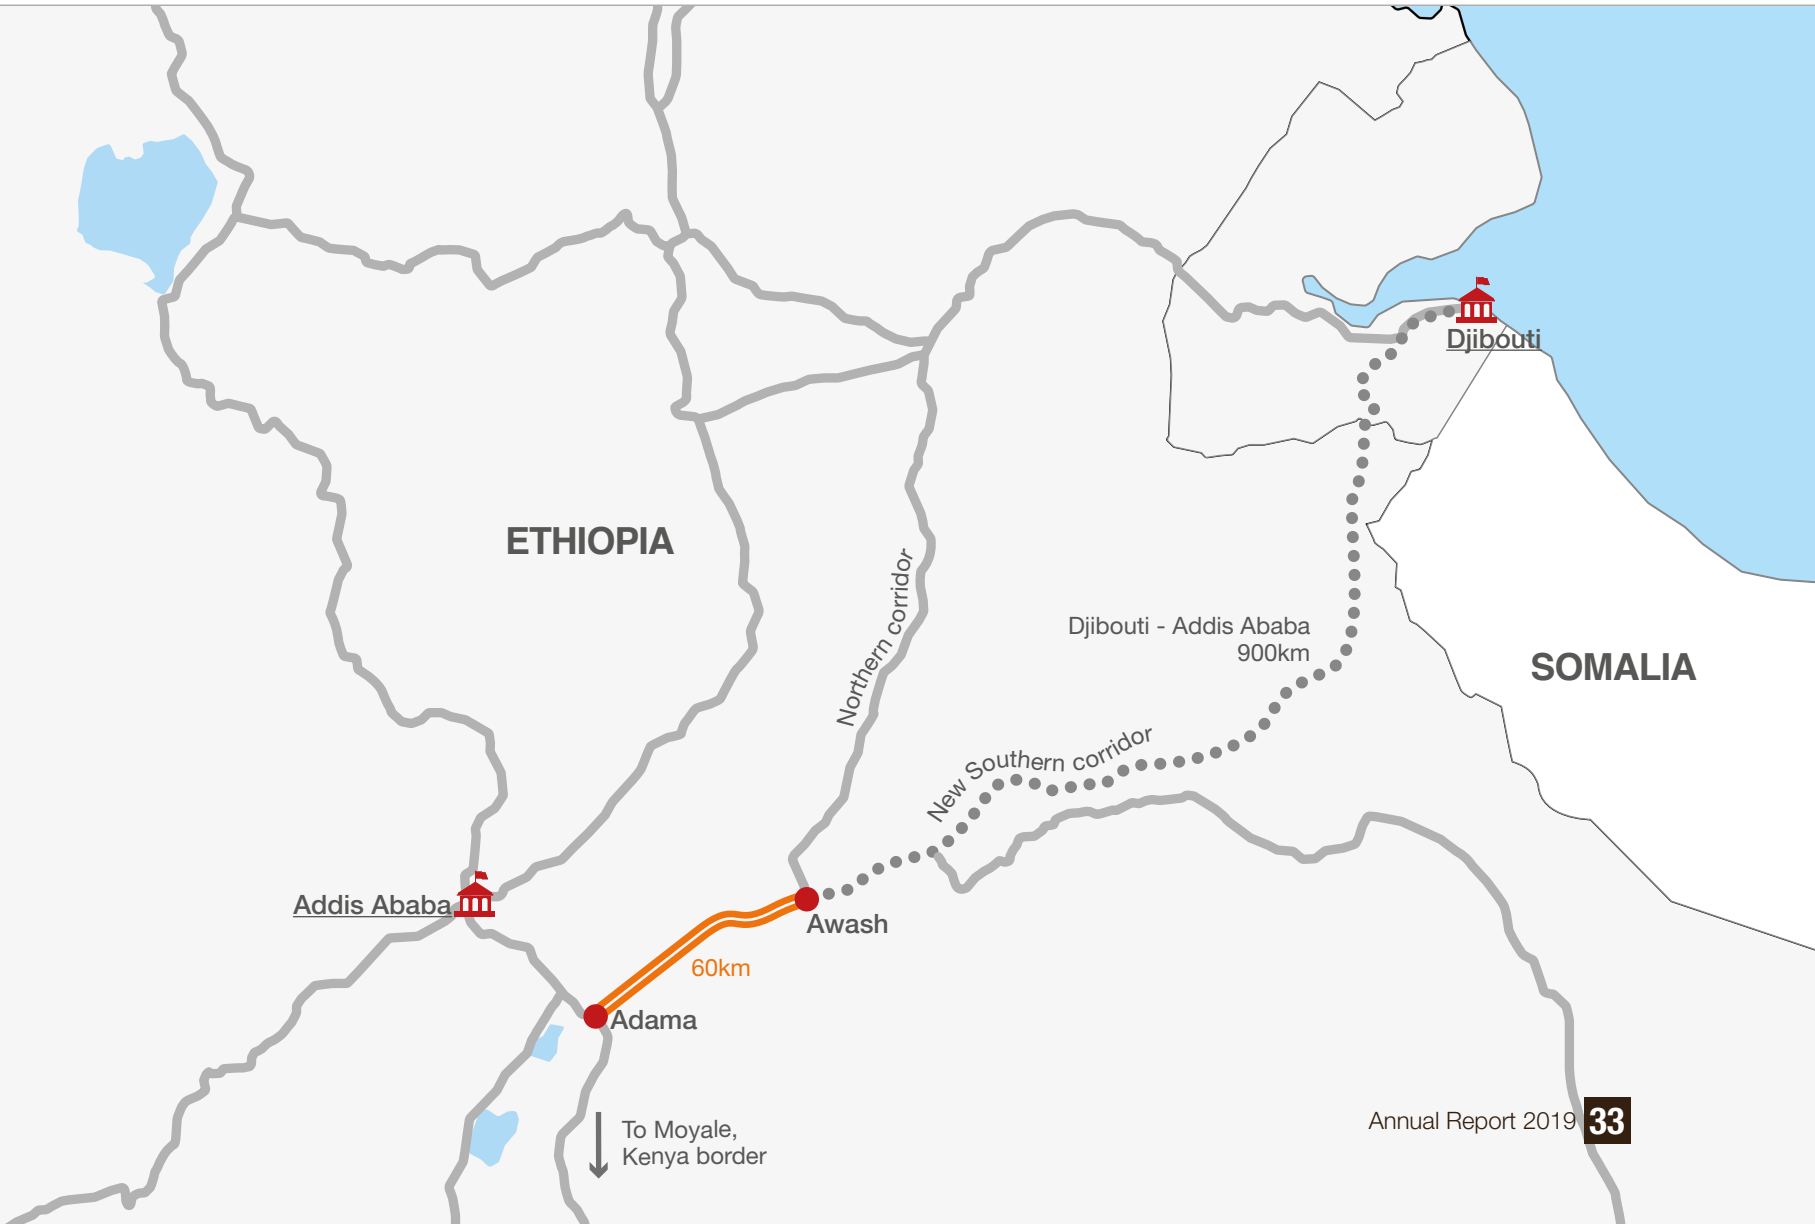 Djibouti
ETHIOPIA
Northern corridor
Djibouti - Addis Ababa
900km
SOMALIA
New Southern corridor
Addis Ababa
Awash
60km
Adama
To Moyale,
Kenya border
Annual Report 2019 33